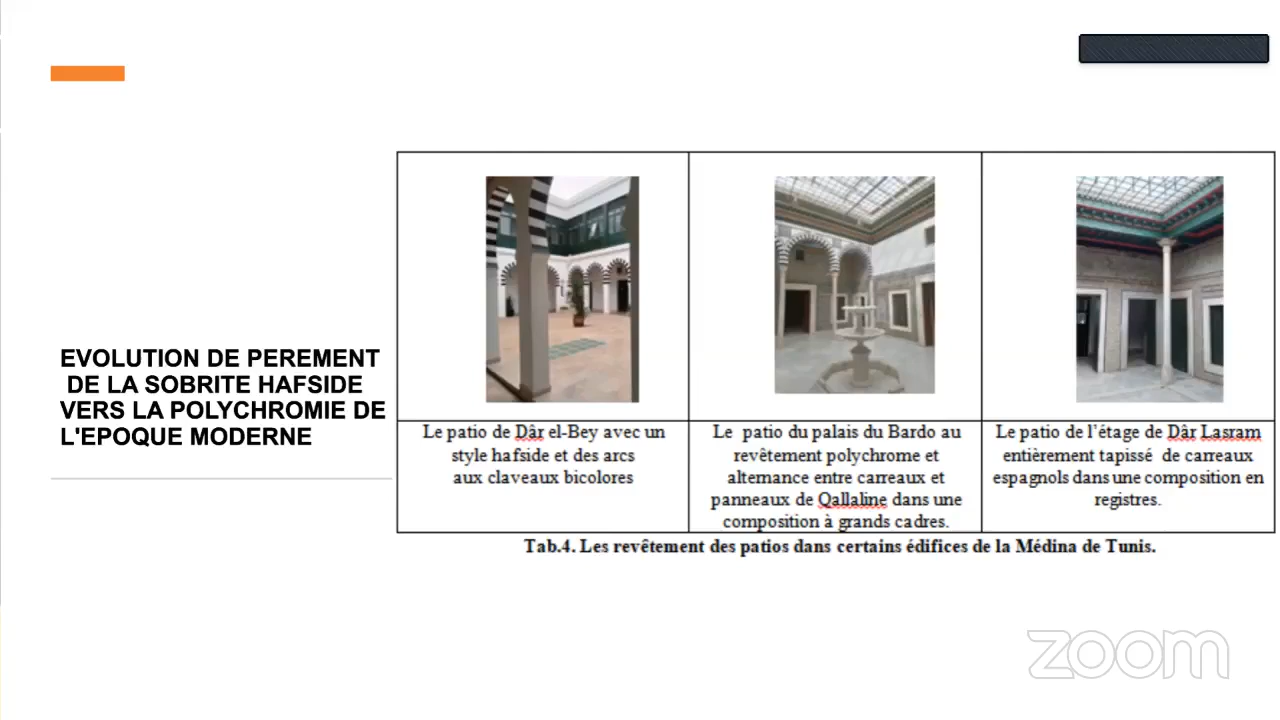 EVOLUTION DE PEREMENT
DE LA SOBRITE HAFSIDE
VERS LA POLYCHROMIE DE
L'EPOQUE MODERNE
Le patio de Dâr el-Bey avec un
style hafside et des arcs
aux claveaux bicolores
Le patio du palais du Bardo au
revêtement polychrome et
alternance entre carreaux et
panneaux de Qallaline dans une
composition à grands cadres.
Le patio de l'étage de Dâr Lasram
entièrement tapissé de carreaux
espagnols dans une composition en
registres.
Tab.4. Les revêtement des patios dans certains édifices de la Médina de Tunis.
zoom